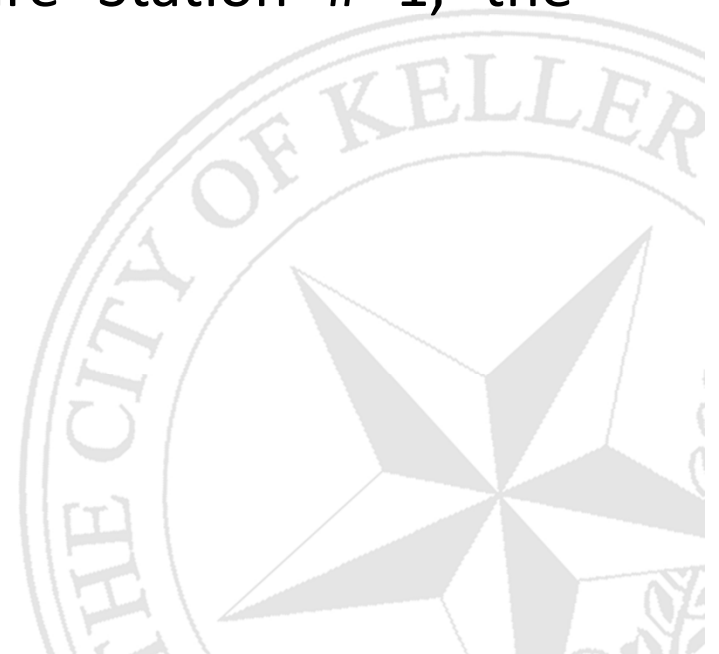 re Station # 1, the
THE CITY OF KELLER